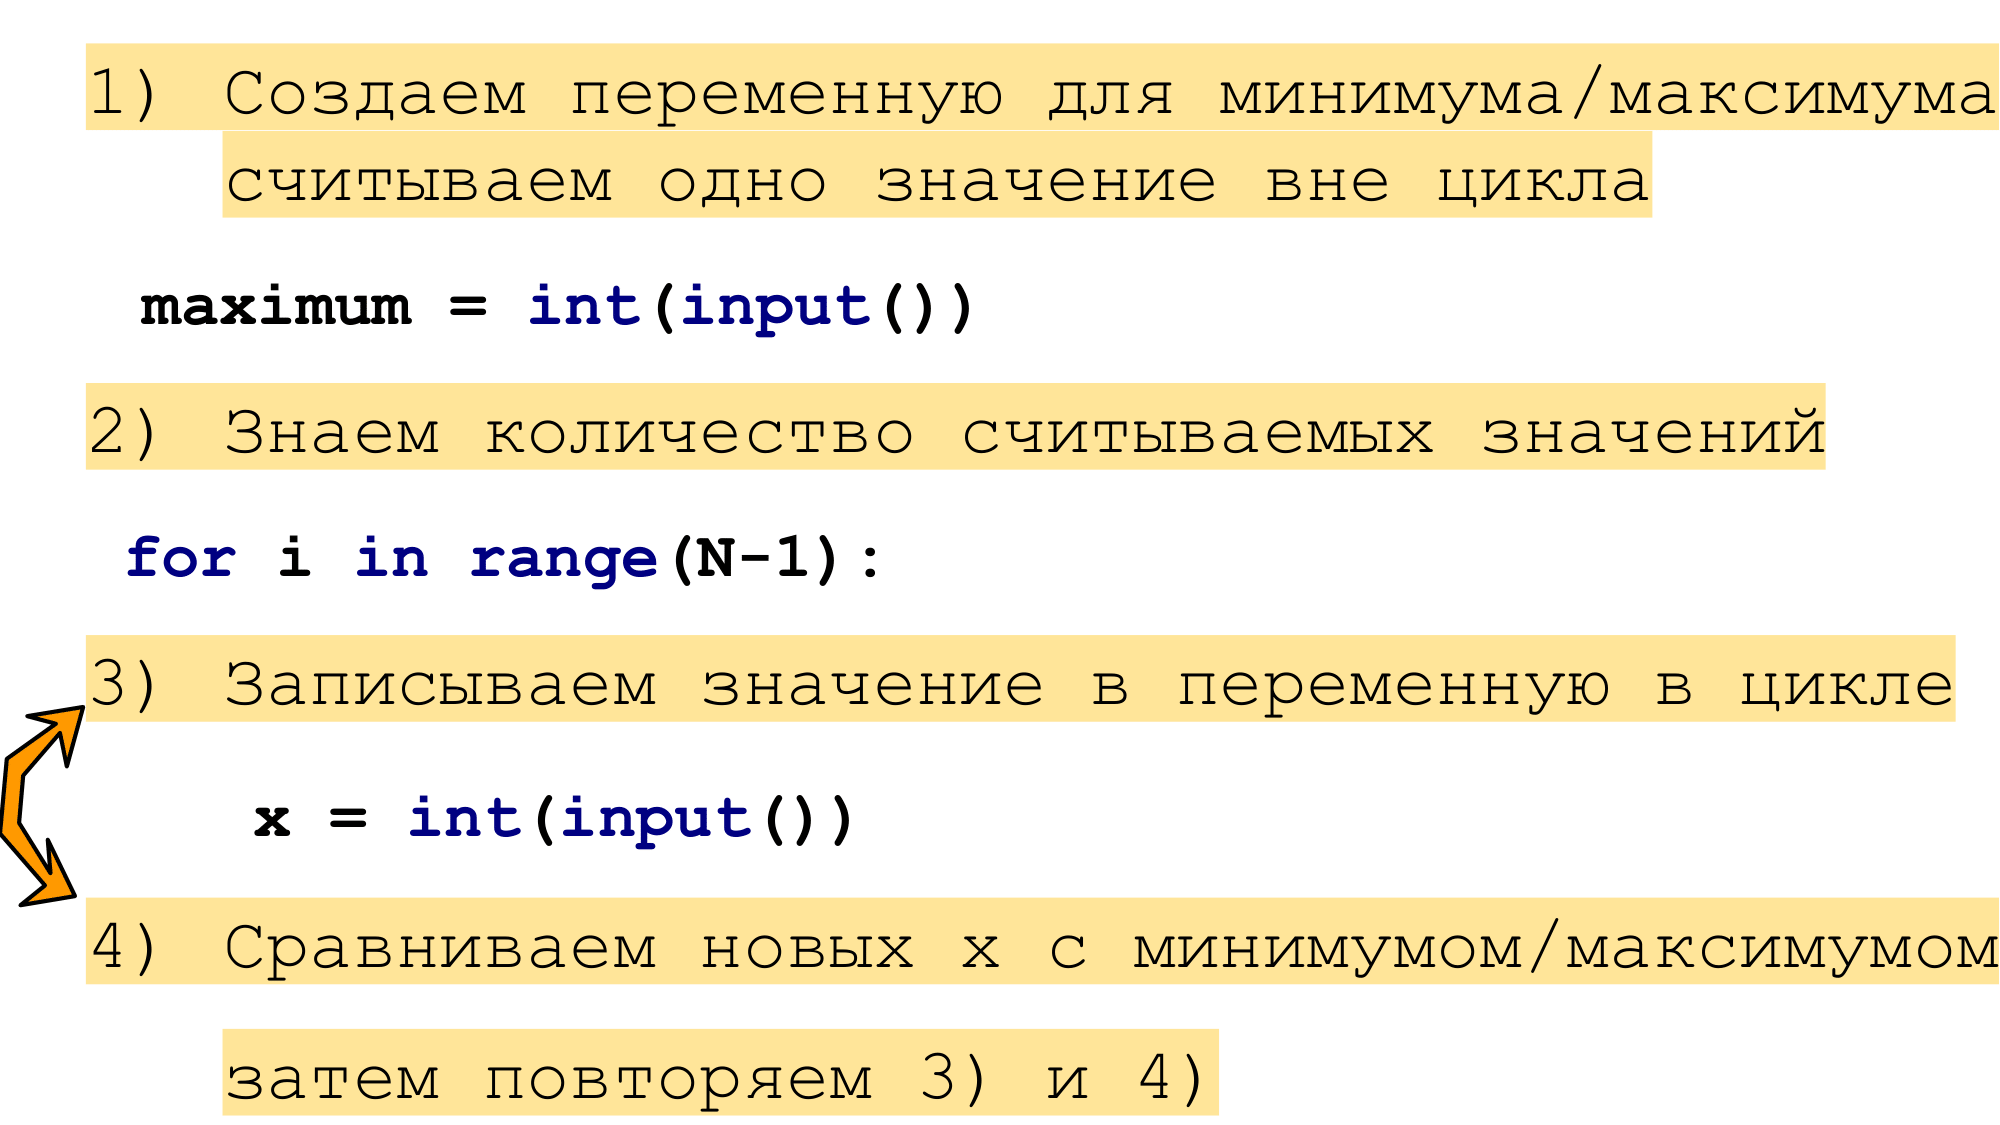 1) Создаем переменную для минимума/максимума
считываем одно значение вне цикла
maximum = int(input())
2) Знаем количество считываемых значений
for i in range(N-1):
3) Записываем значение в переменную в цикле
x = int(input())
4) Сравниваем новых x с минимумом/максимумом
затем повторяем 3) и 4)